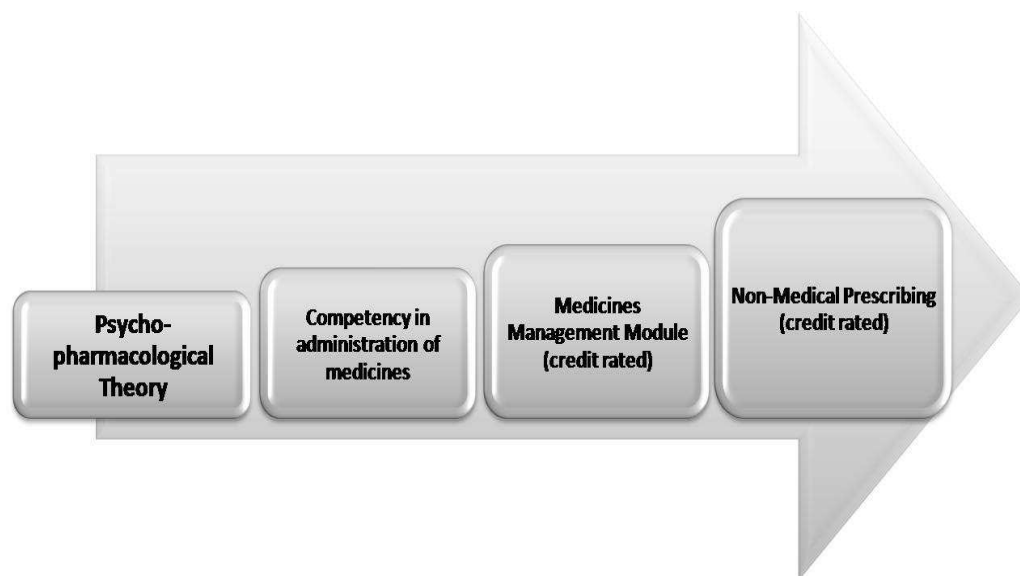 Psycho-
pharmacological
Theory
Competency in
administration of
medicines
Medicines
Management Module
(credit rated)
Non-Medical Prescribing
(credit rated)